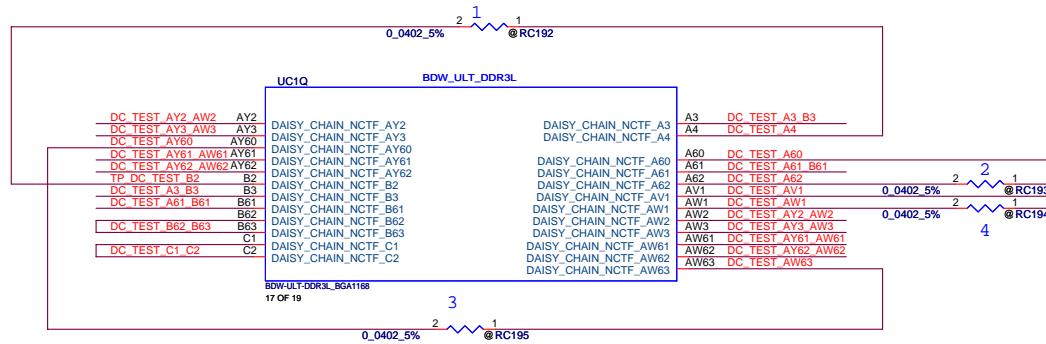 1
2 1
0_0402_5% @RC192
UC1Q BDW_ULT_DDR3L
DC_TEST_AY2_AW2 AY2 DAISY_CHAIN_NCTF_AY2
DC_TEST_AY3_AW3 AY3 DAISY_CHAIN_NCTF_AY3
DC_TEST_AY60 AY60 DAISY_CHAIN_NCTF_AY60
DC_TEST_AY61_AW61 AY61 DAISY_CHAIN_NCTF_AY61
DC_TEST_AY62_AW62 AY62 DAISY_CHAIN_NCTF_AY62
TP_DC_TEST_B2 B2 DAISY_CHAIN_NCTF_B2
DC_TEST_A3_B3 B3 DAISY_CHAIN_NCTF_B3
DC_TEST_A61_B61 B61 DAISY_CHAIN_NCTF_B61
B62 DAISY_CHAIN_NCTF_B62
DC_TEST_B62_B63 B63 DAISY_CHAIN_NCTF_B63
C1 DAISY_CHAIN_NCTF_C1
DC_TEST_C1_C2 C2 DAISY_CHAIN_NCTF_C2
DAISY_CHAIN_NCTF_A3 A3 DC_TEST_A3_B3
DAISY_CHAIN_NCTF_A4 A4 DC_TEST_A4
DAISY_CHAIN_NCTF_A60 A60 DC_TEST_A60
DAISY_CHAIN_NCTF_A61 A61 DC_TEST_A61_B61
DAISY_CHAIN_NCTF_A62 A62 DC_TEST_A62
DAISY_CHAIN_NCTF_AV1 AV1 DC_TEST_AV1
DAISY_CHAIN_NCTF_AW1 AW1 DC_TEST_AW1
DAISY_CHAIN_NCTF_AW2 AW2 DC_TEST_AY2_AW2
DAISY_CHAIN_NCTF_AW3 AW3 DC_TEST_AY3_AW3
DAISY_CHAIN_NCTF_AW61 AW61 DC_TEST_AY61_AW61
DAISY_CHAIN_NCTF_AW62 AW62 DC_TEST_AY62_AW62
DAISY_CHAIN_NCTF_AW63 AW63 DC_TEST_AW63
2
2 1
0_0402_5% @RC193
2 1
0_0402_5% @RC194
4
BDW-ULT-DDR3L_BGA1168
17 OF 19
3
2 1
0_0402_5% @RC195